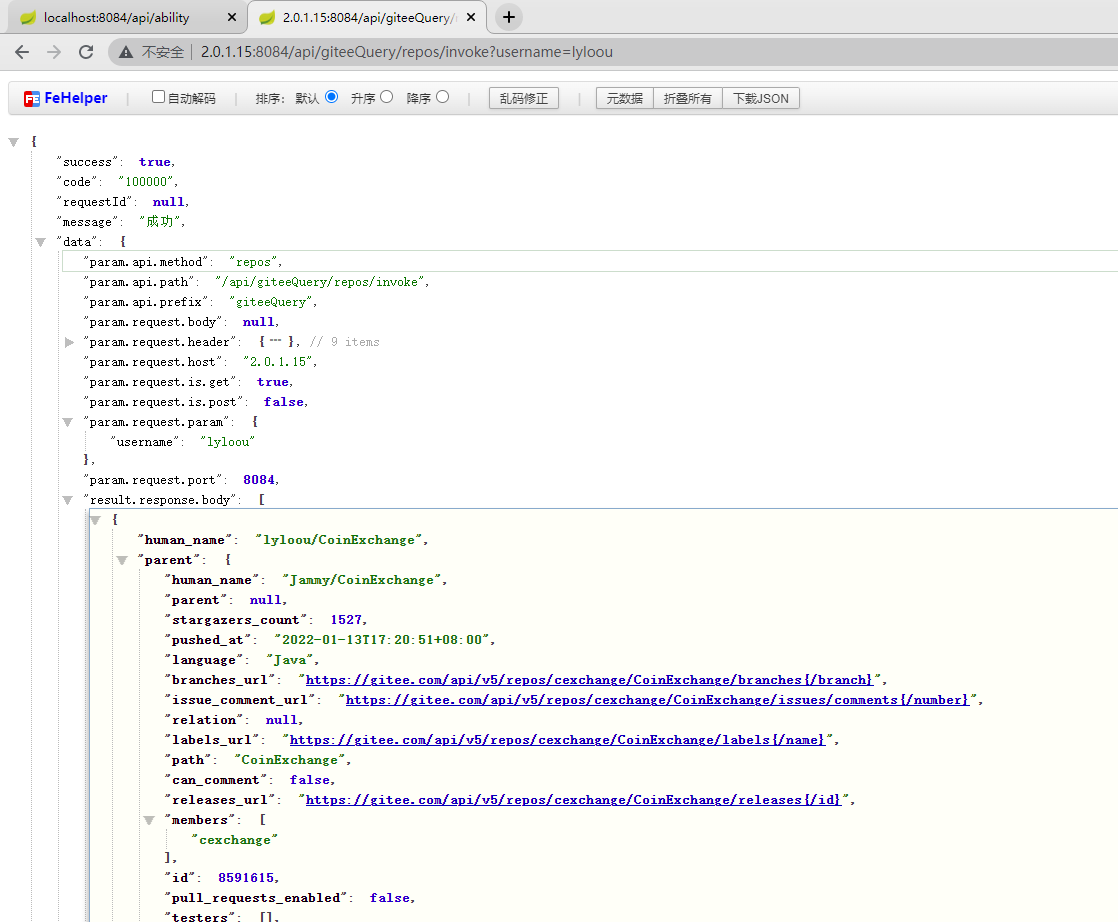 localhost:8084/api/ability
2.0.1.15:8084/api/giteeQuery/
不安全 2.0.1.15:8084/api/giteeQuery/repos/invoke?username=lyloou
FeHelper 自动解码 排序: 默认 升序 降序 乱码修正 元数据 折叠所有 下载JSON
{
"success": true,
"code": "100000",
"requestId": null,
"message": "成功",
"data": {
"param.api.method": "repos",
"param.api.path": "/api/giteeQuery/repos/invoke",
"param.api.prefix": "giteeQuery",
"param.request.body": null,
"param.request.header": { ··· }, // 9 items
"param.request.host": "2.0.1.15",
"param.request.is.get": true,
"param.request.is.post": false,
"param.request.param": {
"username": "lyloou"
},
"param.request.port": 8084,
"result.response.body": [
{
"human_name": "lyloou/CoinExchange",
"parent": {
"human_name": "Jammy/CoinExchange",
"parent": null,
"stargazers_count": 1527,
"pushed_at": "2022-01-13T17:20:51+08:00",
"language": "Java",
"branches_url": "https://gitee.com/api/v5/repos/cexchange/CoinExchange/branches{/branch}",
"issue_comment_url": "https://gitee.com/api/v5/repos/cexchange/CoinExchange/issues/comments{/number}",
"relation": null,
"labels_url": "https://gitee.com/api/v5/repos/cexchange/CoinExchange/labels{/name}",
"path": "CoinExchange",
"can_comment": false,
"releases_url": "https://gitee.com/api/v5/repos/cexchange/CoinExchange/releases{/id}",
"members": [
"cexchange"
],
"id": 8591615,
"pull_requests_enabled": false,
"testers": [],